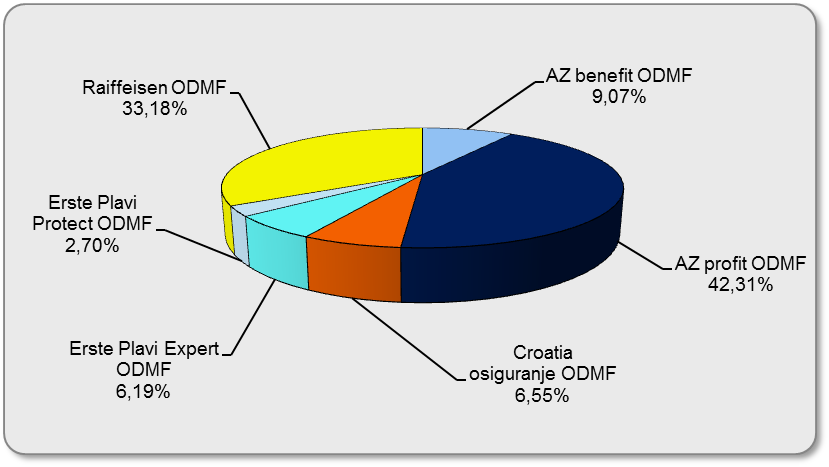 AZ benefit ODMF
9,07%
AZ profit ODMF
42,31%
Croatia
osiguranje ODMF
6,55%
Erste Plavi Expert
ODMF
6,19%
Erste Plavi
Protect ODMF
2,70%
Raiffeisen ODMF
33,18%